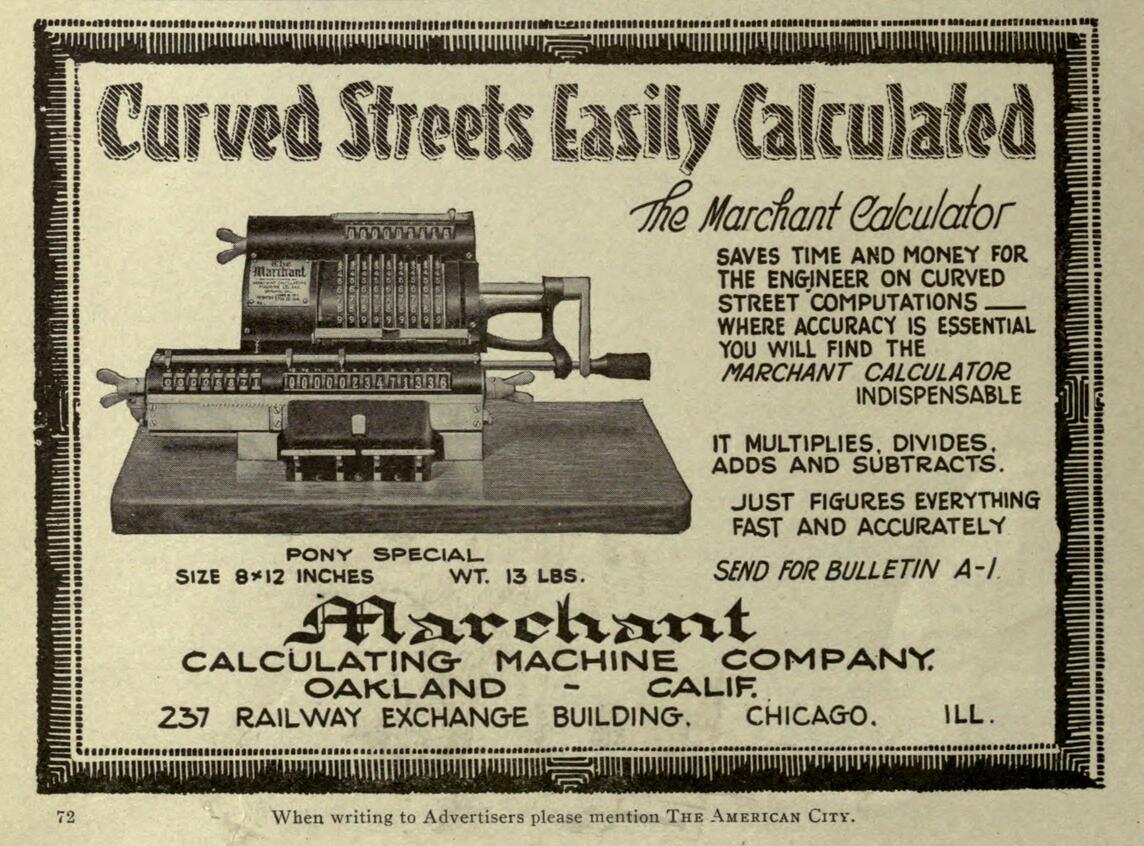 Curved Streets Easily Calculated
The Marchant Calculator
SAVES TIME AND MONEY FOR
THE ENGINEER ON CURVED
STREET COMPUTATIONS —
WHERE ACCURACY IS ESSENTIAL
YOU WILL FIND THE
MARCHANT CALCULATOR
INDISPENSABLE
IT MULTIPLIES, DIVIDES,
ADDS AND SUBTRACTS.
JUST FIGURES EVERYTHING
FAST AND ACCURATELY
SEND FOR BULLETIN A-1.
The
Marchant
PONY SPECIAL
SIZE 8×12 INCHES WT. 13 LBS.
Marchant
CALCULATING MACHINE COMPANY.
OAKLAND - CALIF.
237 RAILWAY EXCHANGE BUILDING. CHICAGO. ILL.
72 When writing to Advertisers please mention THE AMERICAN CITY.